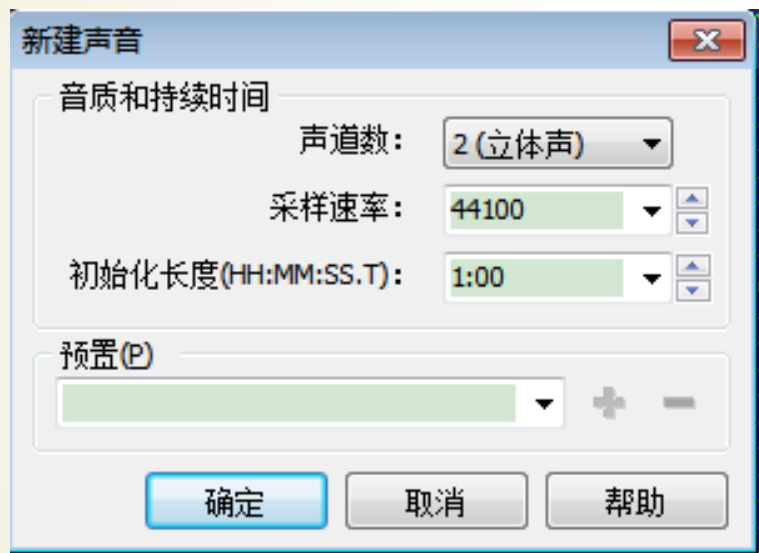 新建声音
音质和持续时间
声道数：
2 (立体声)
采样速率：
44100
初始化长度(HH:MM:SS.T)：
1:00
预置(P)
确定
取消
帮助